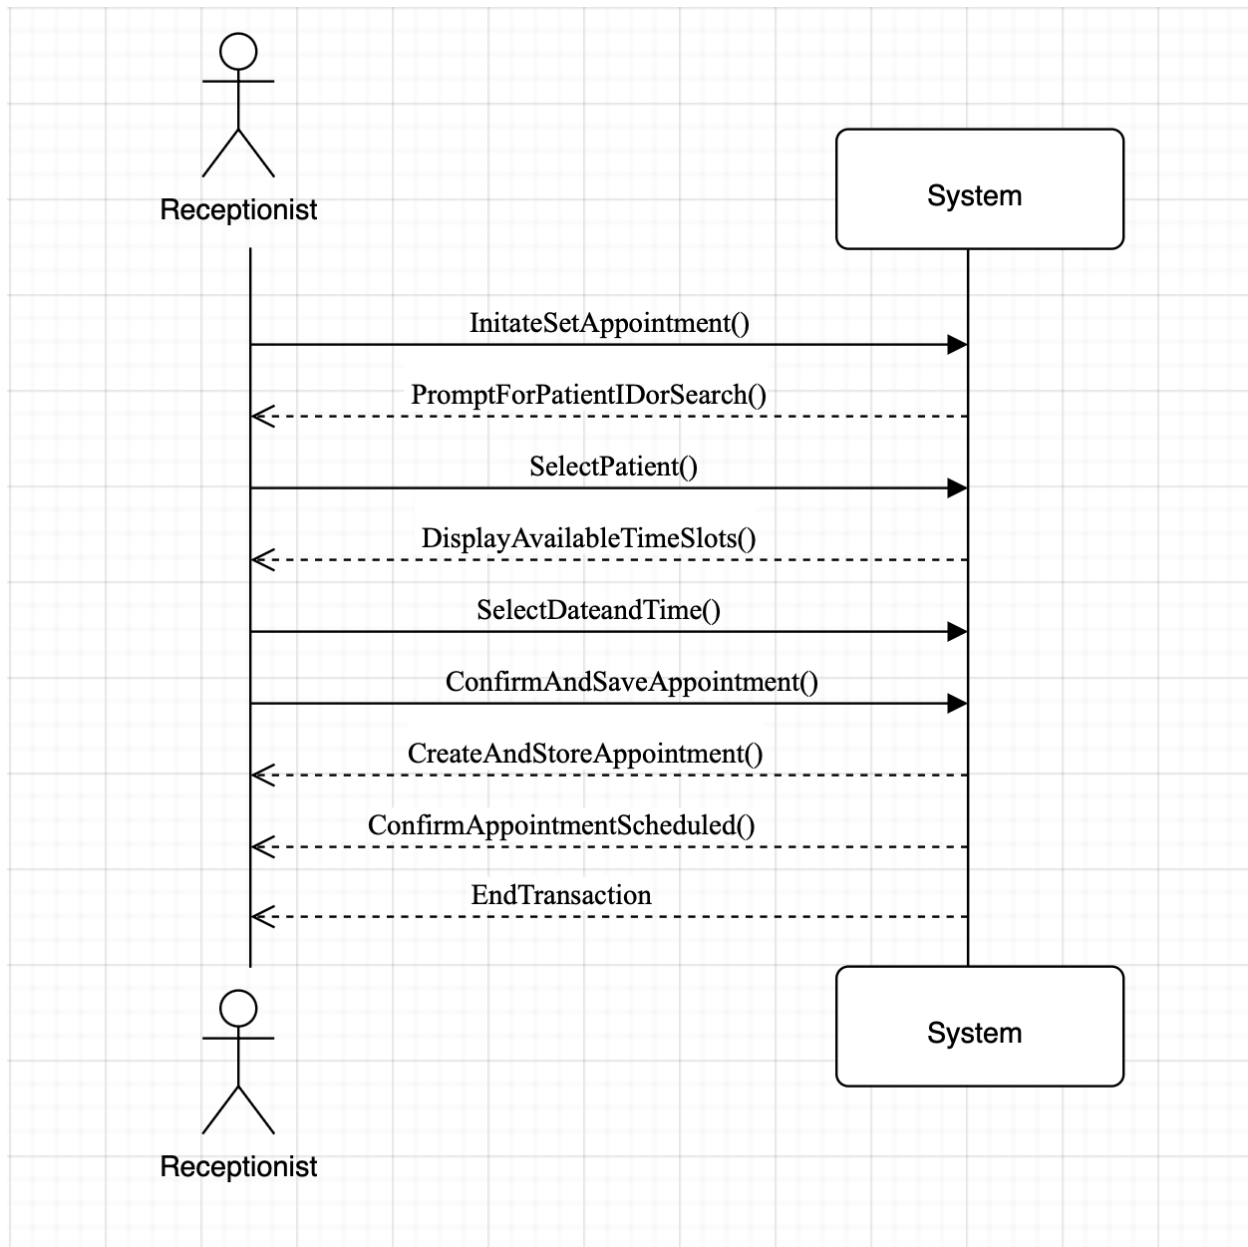 Receptionist
System
InitateSetAppointment()
PromptForPatientIDorSearch()
SelectPatient()
DisplayAvailableTimeSlots()
SelectDateandTime()
ConfirmAndSaveAppointment()
CreateAndStoreAppointment()
ConfirmAppointmentScheduled()
EndTransaction
System
Receptionist